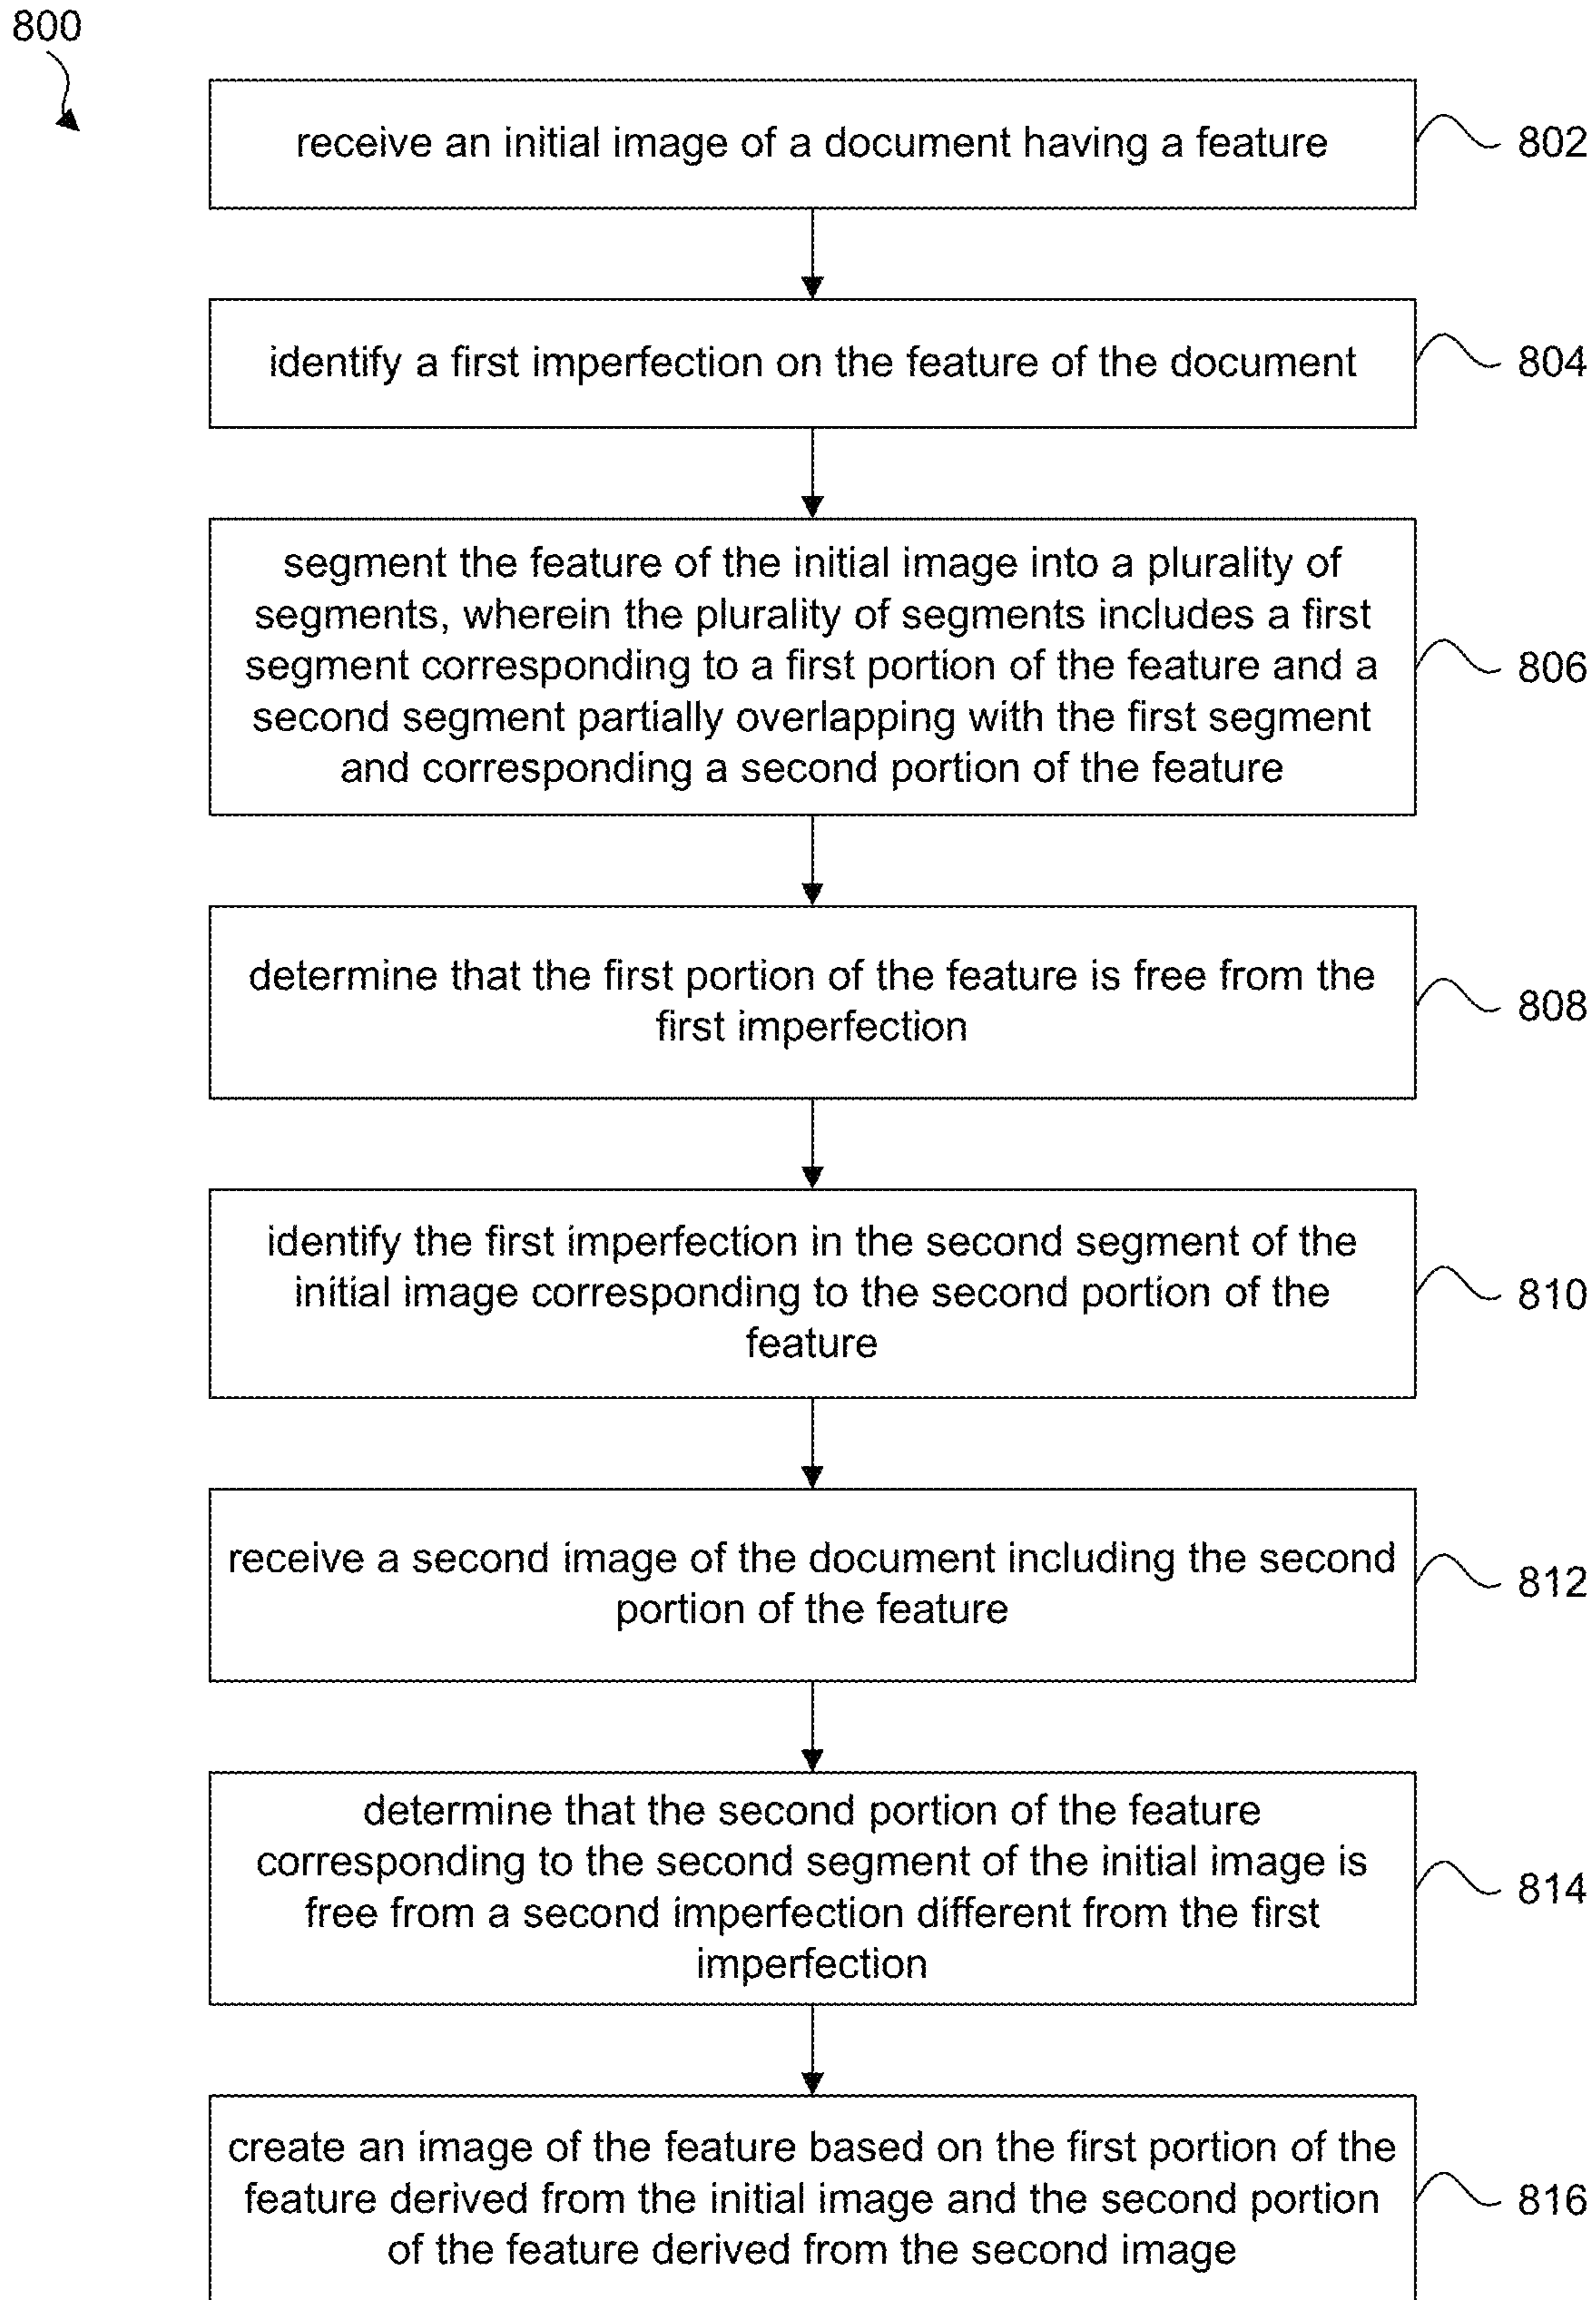 800
receive an initial image of a document having a feature
802
identify a first imperfection on the feature of the document
804
segment the feature of the initial image into a plurality of
segments, wherein the plurality of segments includes a first
segment corresponding to a first portion of the feature and a
second segment partially overlapping with the first segment
and corresponding a second portion of the feature
806
determine that the first portion of the feature is free from the
first imperfection
808
identify the first imperfection in the second segment of the
initial image corresponding to the second portion of the
feature
810
receive a second image of the document including the second
portion of the feature
812
determine that the second portion of the feature
corresponding to the second segment of the initial image is
free from a second imperfection different from the first
imperfection
814
create an image of the feature based on the first portion of the
feature derived from the initial image and the second portion
of the feature derived from the second image
816